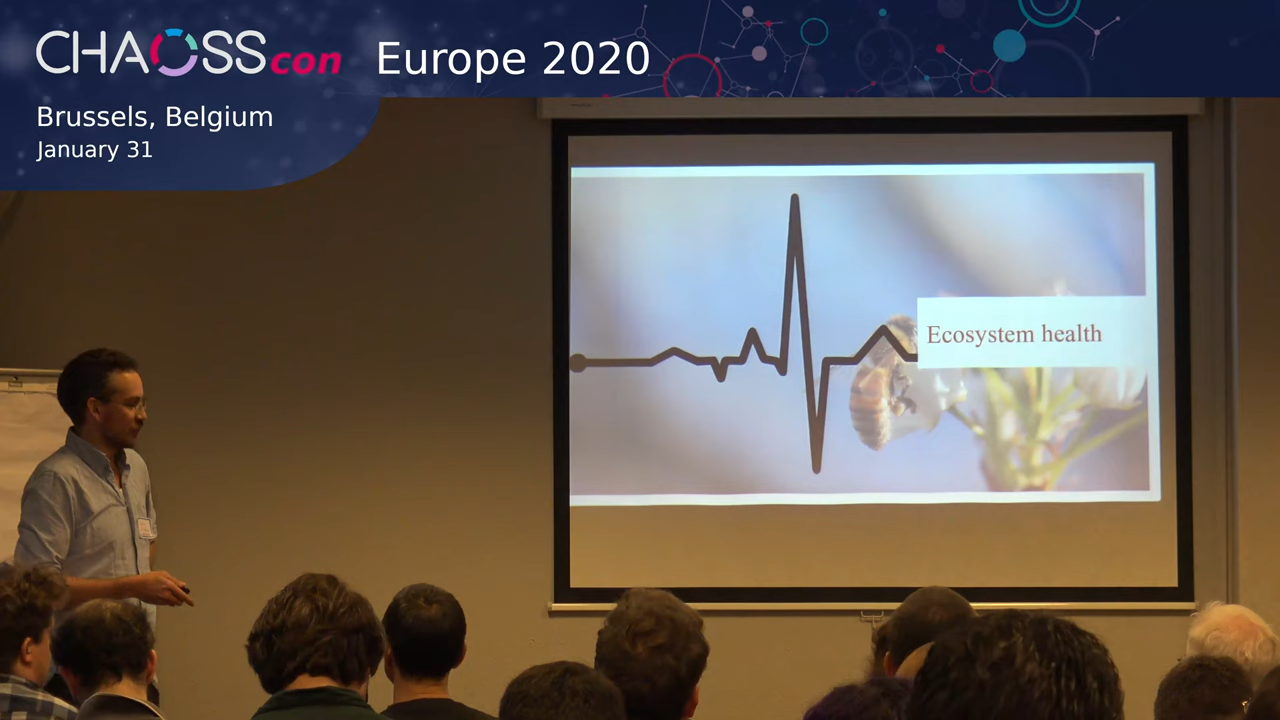 CHAOSScon Europe 2020
Brussels, Belgium
January 31
Ecosystem health